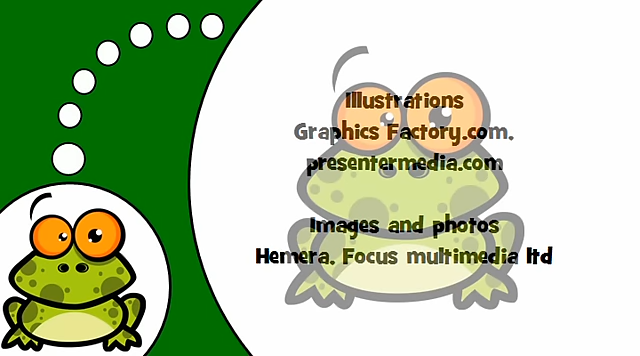 Illustrations
Graphics Factory.com.
presentermedia.com
Images and photos
Hemera. Focus multimedia ltd